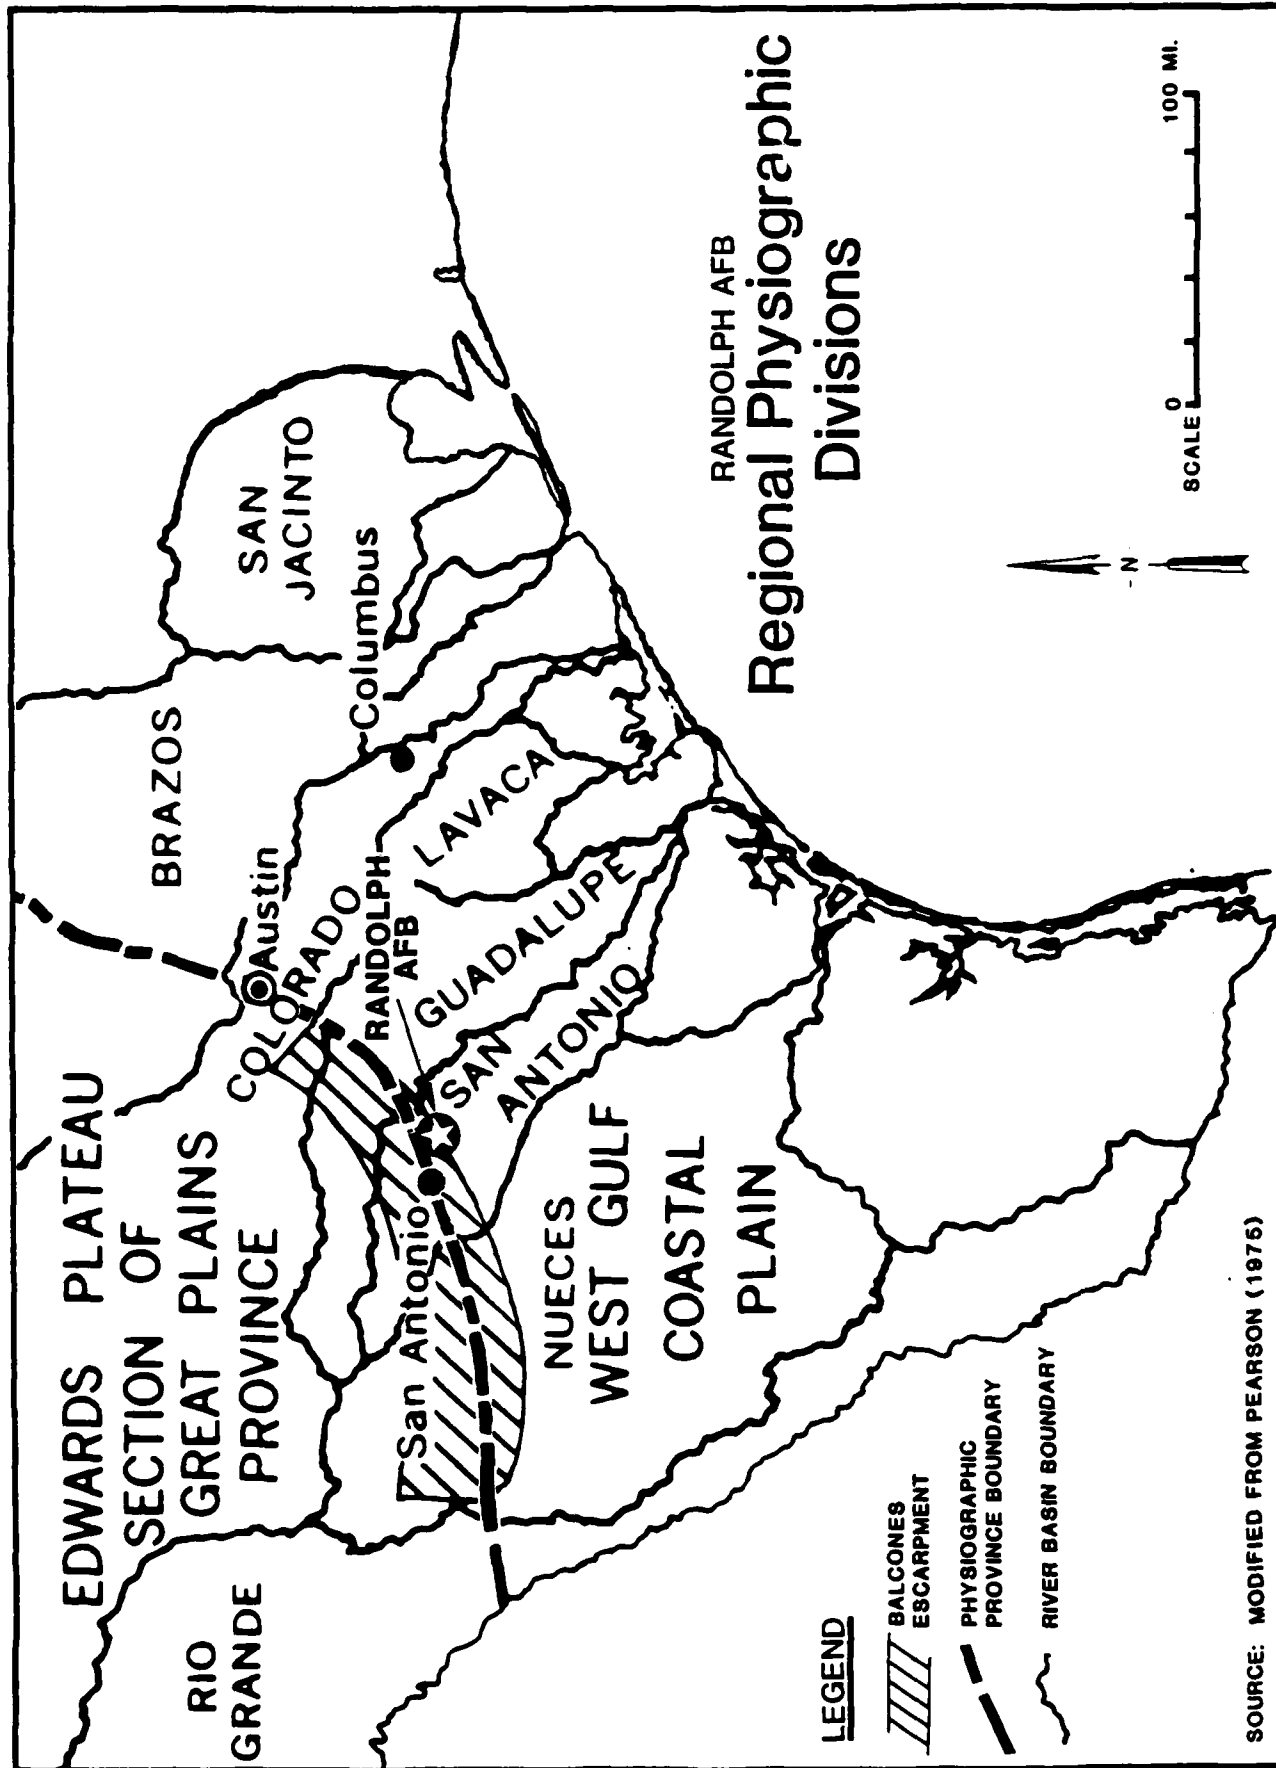 EDWARDS PLATEAU
SECTION OF
GREAT PLAINS
PROVINCE
RIO
GRANDE
BRAZOS
SAN
JACINTO
Austin
COLORADO
Columbus
RANDOLPH
AFB
LAVACA
GUADALUPE
SAN
ANTONIO
San Antonio
NUECES
WEST GULF
COASTAL
PLAIN
RANDOLPH AFB
Regional Physiographic
Divisions
LEGEND
BALCONES
ESCARPMENT
PHYSIOGRAPHIC
PROVINCE BOUNDARY
RIVER BASIN BOUNDARY
N
SCALE 0 100 MI.
SOURCE: MODIFIED FROM PEARSON (1975)